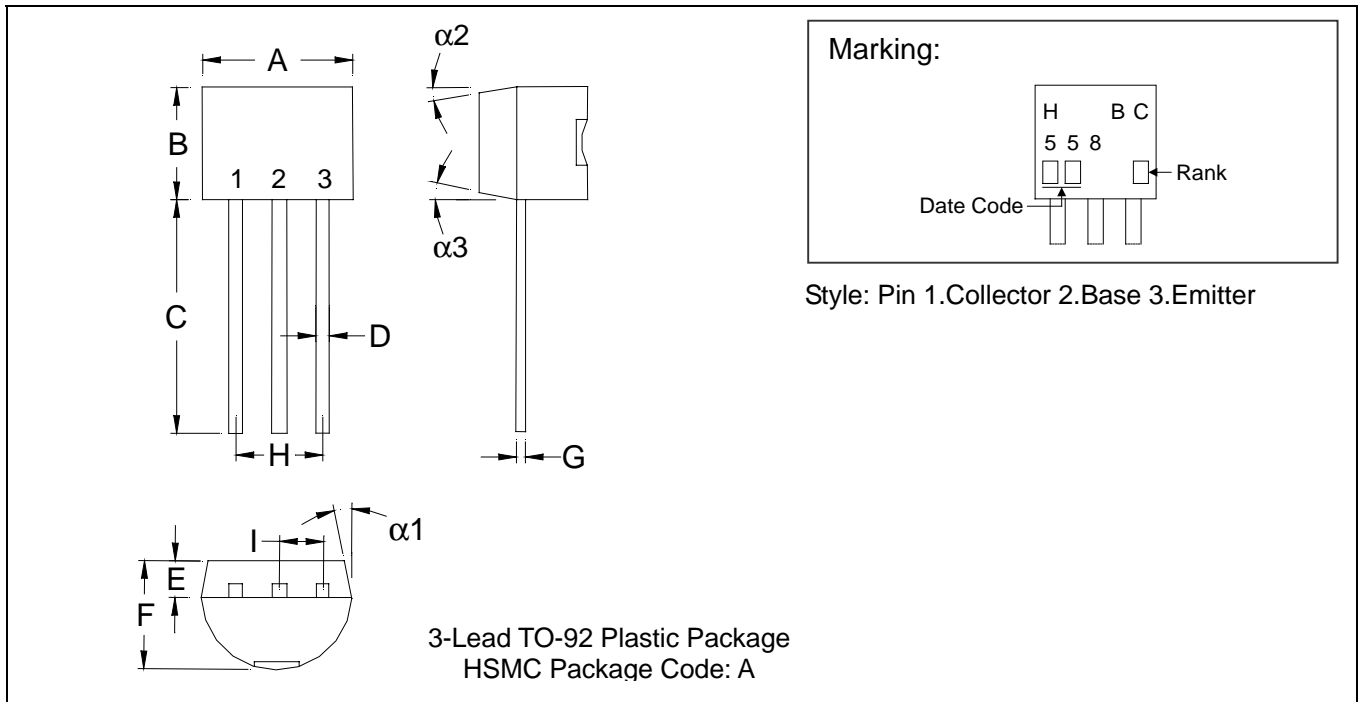 A
B
1 2 3
C
D
H
α2
α3
G
I
α1
E
F
3-Lead TO-92 Plastic Package
HSMC Package Code: A
Marking:
H B C
5 5 8
Rank
Date Code
Style: Pin 1.Collector 2.Base 3.Emitter